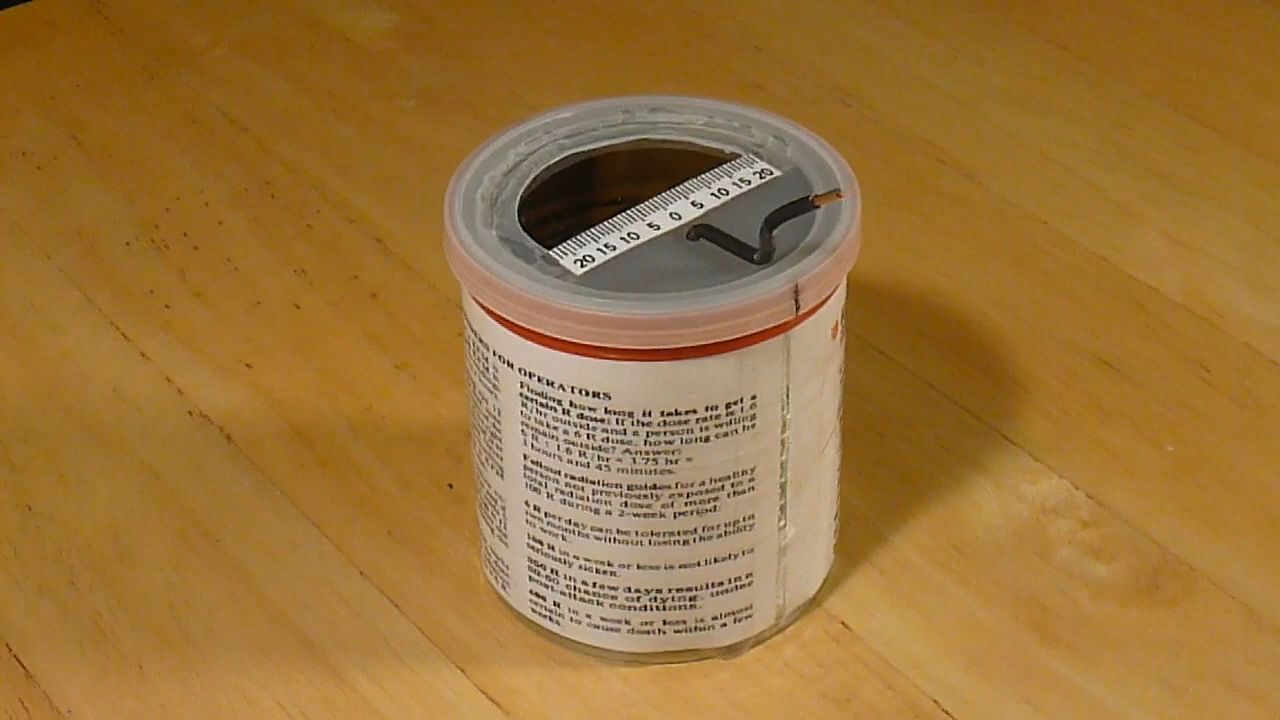 20 15 10 5 0 5 10 15 20
FOR OPERATORS
Finding how long it takes to get a
certain R dose: If the dose rate is 1.6
R/hr outside and a person is willing
to take a 6 R dose, how long can he
remain outside? Answer:
6 R ÷ 1.6 R/hr = 3.75 hr =
3 hours and 45 minutes.
Fallout radiation guides for a healthy
person not previously exposed to a
total radiation dose of more than
100 R during a 2-week period:
6 R per day can be tolerated for up to
two months without losing the ability
to work.
100 R in a week or less is not likely to
seriously sicken.
350 R in a few days results in a
50-50 chance of dying, under
post-attack conditions.
600 R in a week or less is almost
certain to cause death within a few
weeks.